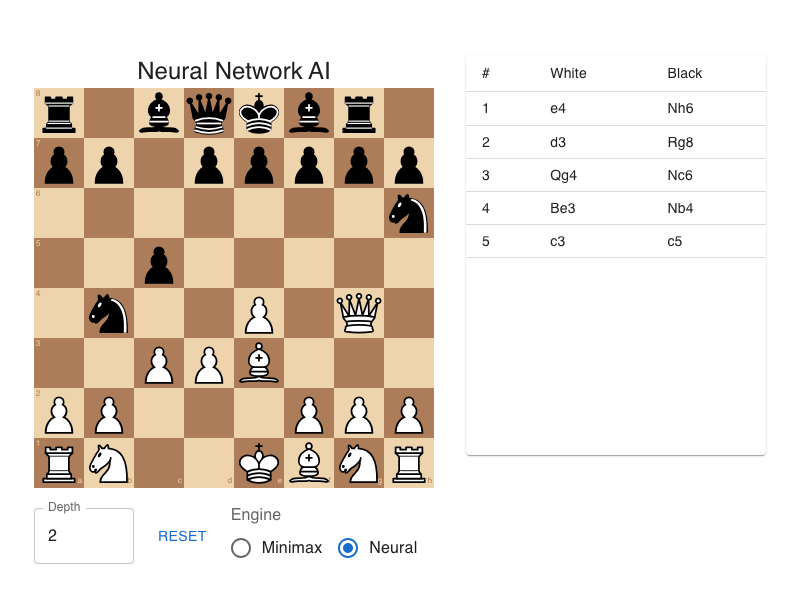 Neural Network AI
8
7
6
5
4
3
2
1
a b c d e f g h
# White Black
1 e4 Nh6
2 d3 Rg8
3 Qg4 Nc6
4 Be3 Nb4
5 c3 c5
Depth
2
RESET
Engine
Minimax Neural